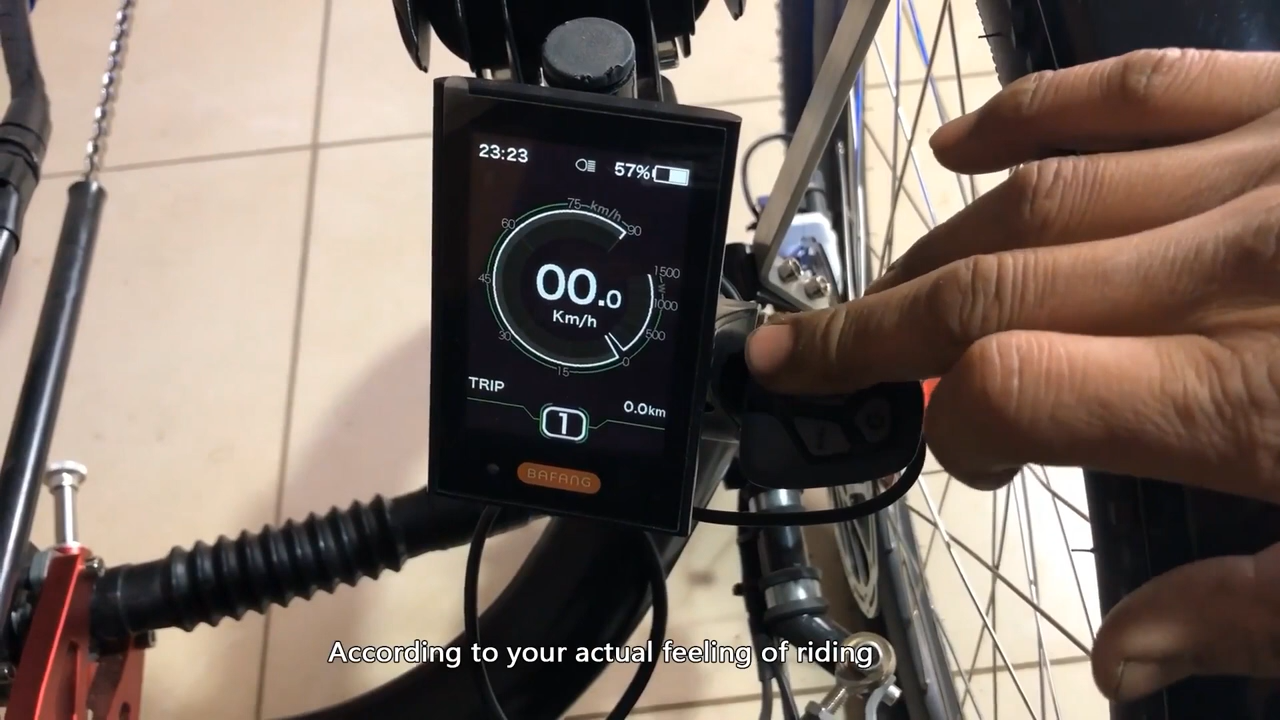 23:23
57%
75 km/h
60
90
45
1500
W
1000
500
30
0
15
00.0
Km/h
TRIP
0.0km
1
BAFANG
According to your actual feeling of riding